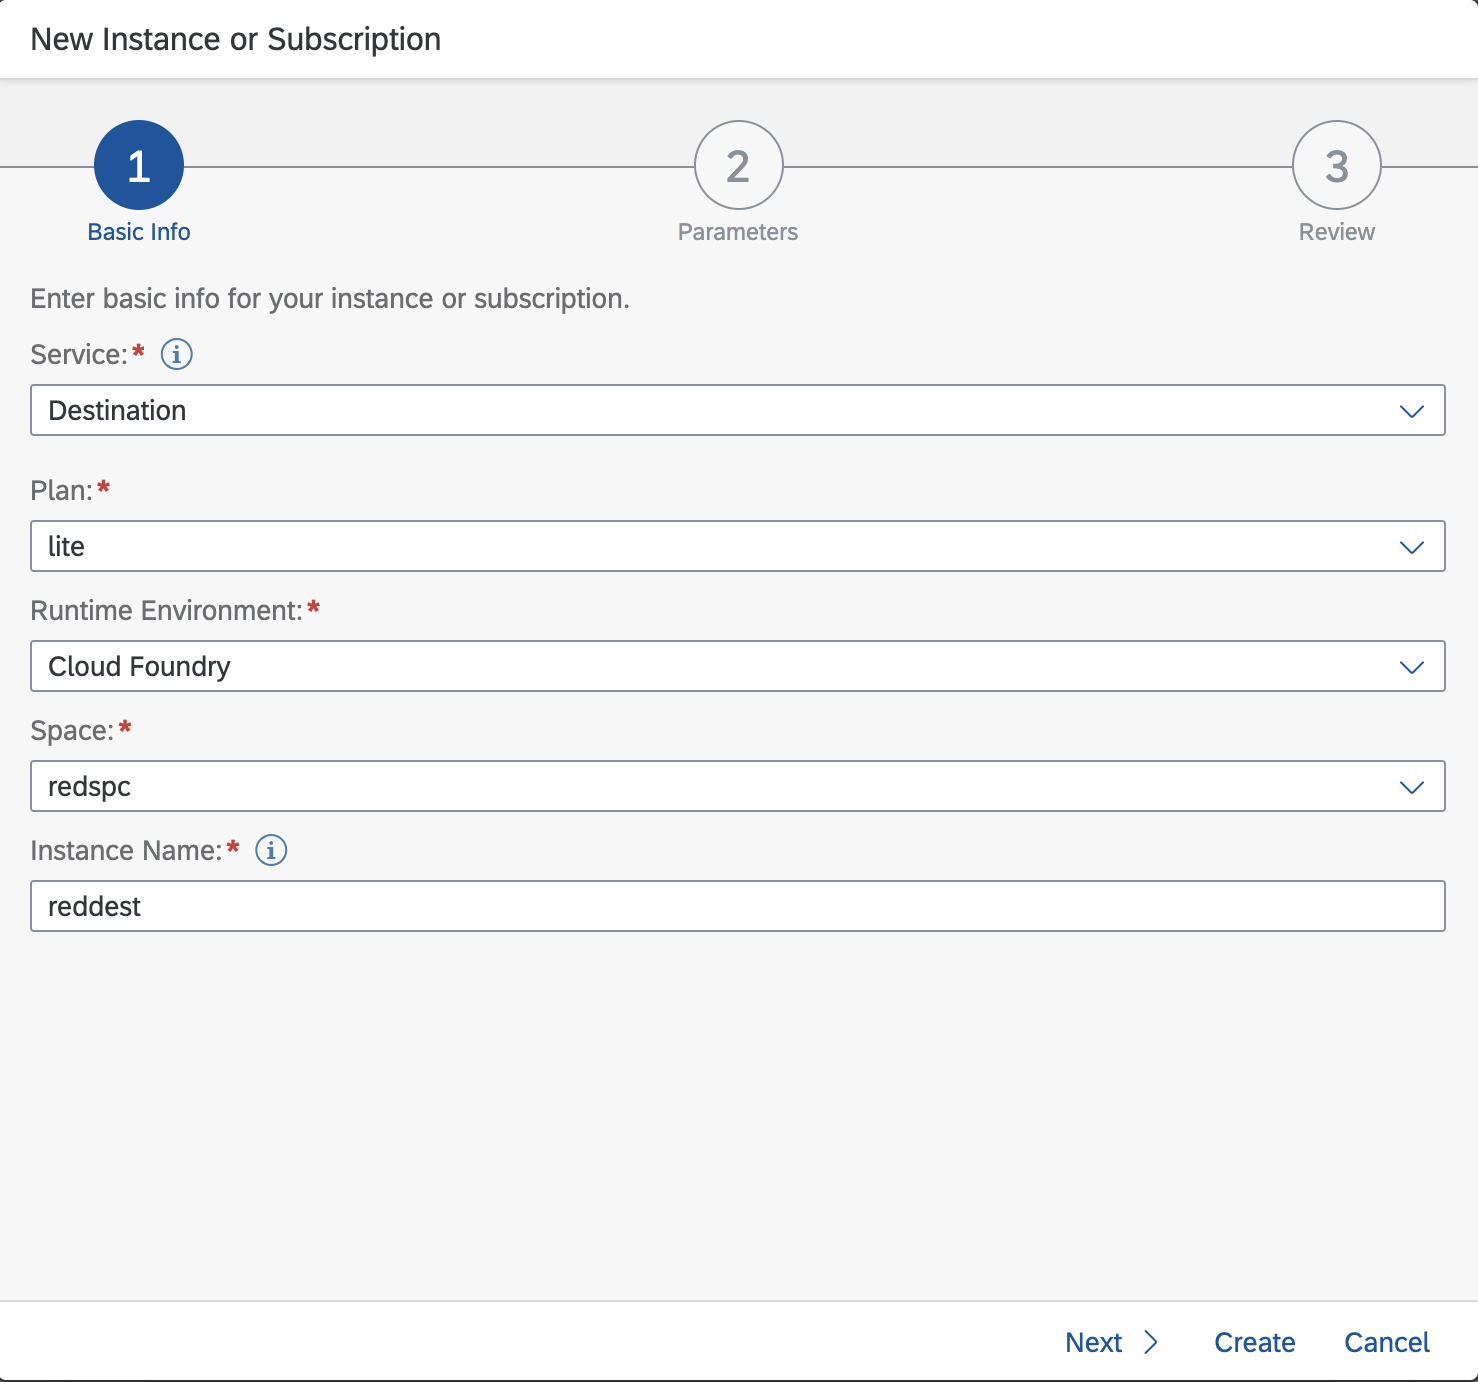 New Instance or Subscription
1
2
3
Basic Info
Parameters
Review
Enter basic info for your instance or subscription.
Service:*
Destination
Plan:*
lite
Runtime Environment:*
Cloud Foundry
Space:*
redspc
Instance Name:*
reddest
Next
Create
Cancel